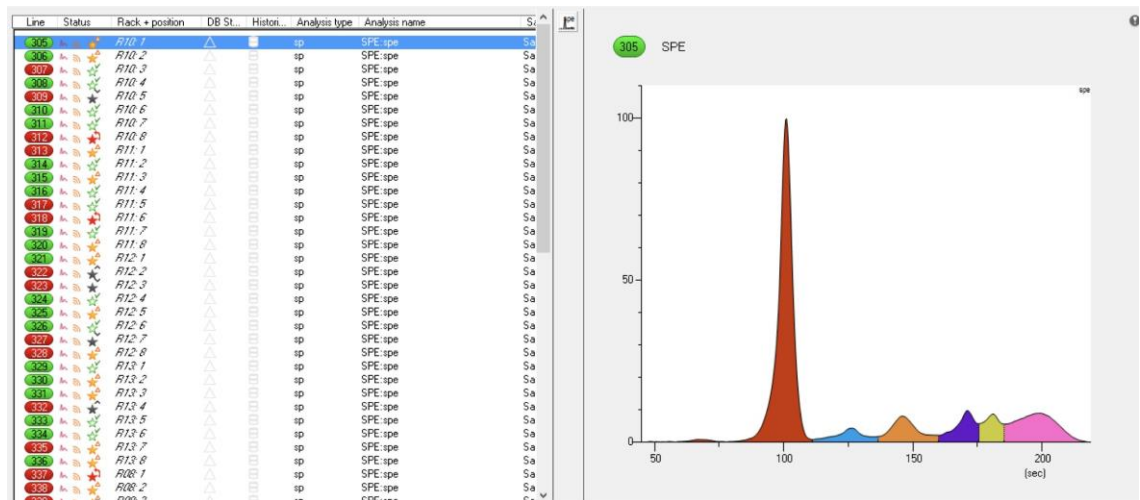 Line Status Rack + position DB St... Histori... Analysis type Analysis name Sa
305 R10: 1 sp SPE:spe Sa
306 R10: 2 sp SPE:spe Sa
307 R10: 3 sp SPE:spe Sa
308 R10: 4 sp SPE:spe Sa
309 R10: 5 sp SPE:spe Sa
310 R10: 6 sp SPE:spe Sa
311 R10: 7 sp SPE:spe Sa
312 R10: 8 sp SPE:spe Sa
313 R11: 1 sp SPE:spe Sa
314 R11: 2 sp SPE:spe Sa
315 R11: 3 sp SPE:spe Sa
316 R11: 4 sp SPE:spe Sa
317 R11: 5 sp SPE:spe Sa
318 R11: 6 sp SPE:spe Sa
319 R11: 7 sp SPE:spe Sa
320 R11: 8 sp SPE:spe Sa
321 R12: 1 sp SPE:spe Sa
322 R12: 2 sp SPE:spe Sa
323 R12: 3 sp SPE:spe Sa
324 R12: 4 sp SPE:spe Sa
325 R12: 5 sp SPE:spe Sa
326 R12: 6 sp SPE:spe Sa
327 R12: 7 sp SPE:spe Sa
328 R12: 8 sp SPE:spe Sa
329 R13: 1 sp SPE:spe Sa
330 R13: 2 sp SPE:spe Sa
331 R13: 3 sp SPE:spe Sa
332 R13: 4 sp SPE:spe Sa
333 R13: 5 sp SPE:spe Sa
334 R13: 6 sp SPE:spe Sa
335 R13: 7 sp SPE:spe Sa
336 R13: 8 sp SPE:spe Sa
337 R08: 1 sp SPE:spe Sa
338 R08: 2 sp SPE:spe Sa
spe
305 SPE
spe
100
50
0
50 100 150 200
(sec)